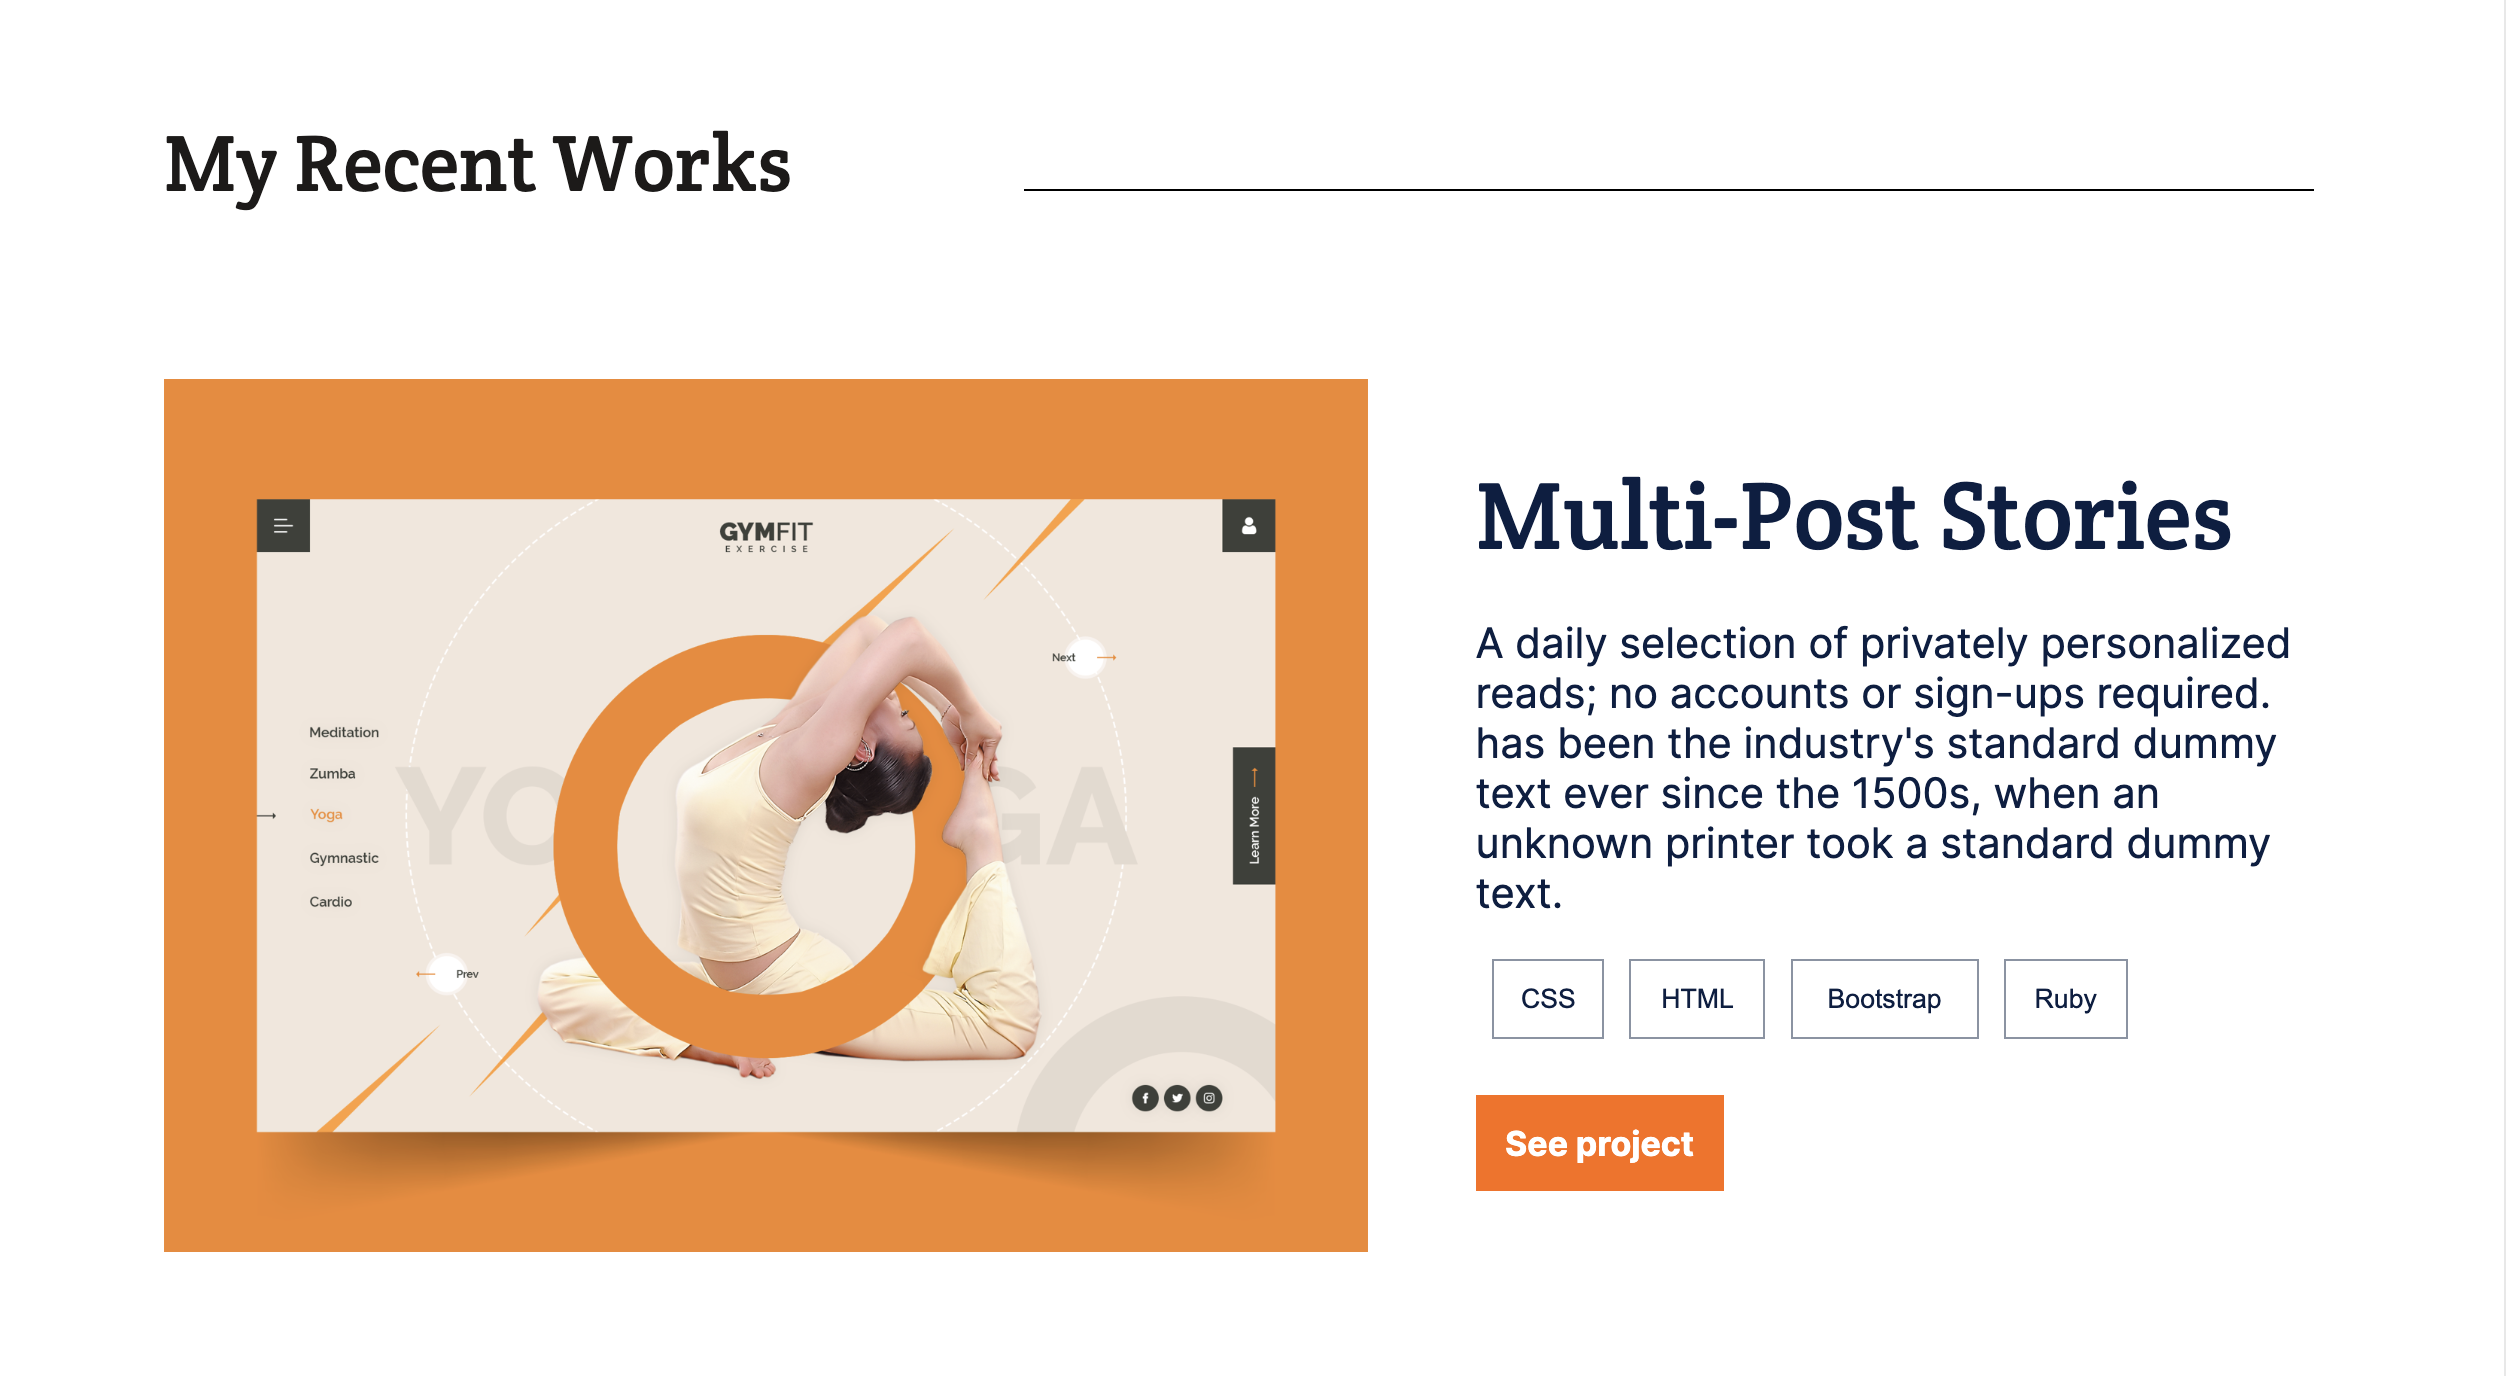 My Recent Works
GYMFIT
EXERCISE
Next
Meditation
Zumba
Yoga
Gymnastic
Cardio
YO GA
Learn More
Prev
Multi-Post Stories
A daily selection of privately personalized
reads; no accounts or sign-ups required.
has been the industry's standard dummy
text ever since the 1500s, when an
unknown printer took a standard dummy
text.
CSS
HTML
Bootstrap
Ruby
See project